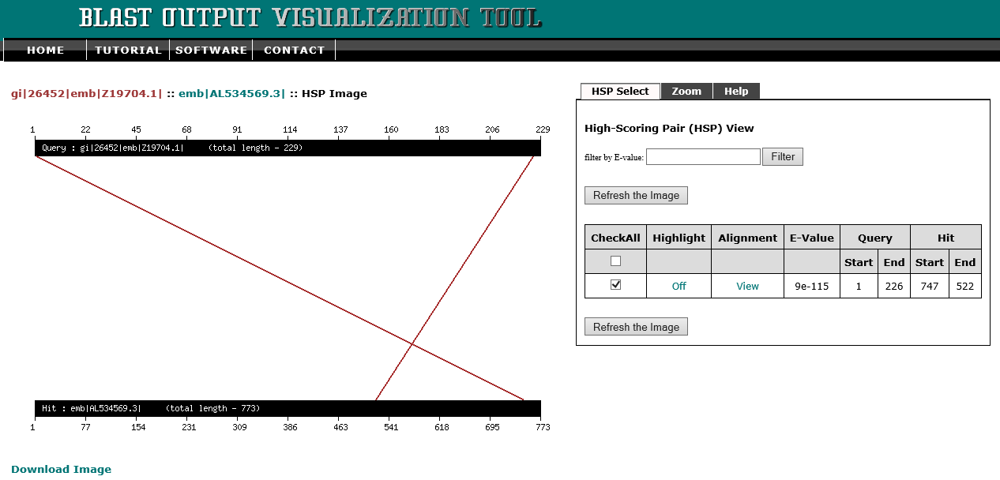 BLAST OUTPUT VISUALIZATION TOOL
HOME TUTORIAL SOFTWARE CONTACT
gi|26452|emb|Z19704.1| :: emb|AL534569.3| :: HSP Image
1 22 45 68 91 114 137 160 183 206 229
Query : gi|26452|emb|Z19704.1| (total length - 229)
Hit : emb|AL534569.3| (total length - 773)
1 77 154 231 309 386 463 541 618 695 773
Download Image
HSP Select Zoom Help
High-Scoring Pair (HSP) View
filter by E-value: Filter
Refresh the Image
CheckAll Highlight Alignment E-Value Query Hit
Start End Start End
Off View 9e-115 1 226 747 522
Refresh the Image